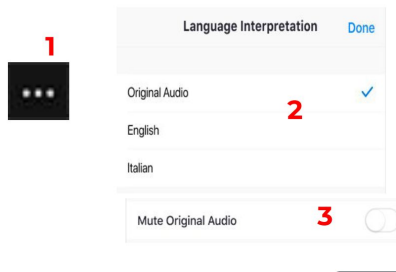 1
Language Interpretation Done
Original Audio
2
English
Italian
Mute Original Audio 3